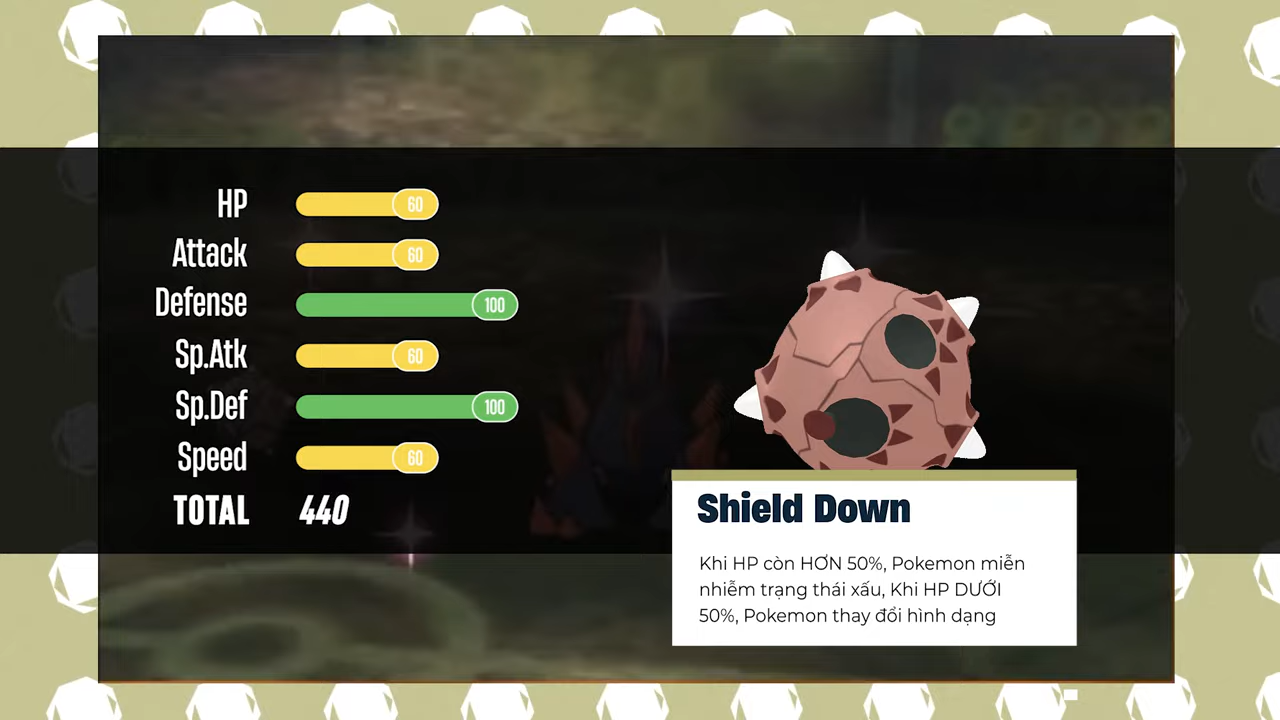 HP 60
Attack 60
Defense 100
Sp.Atk 60
Sp.Def 100
Speed 60
TOTAL 440
Shield Down
Khi HP còn HƠN 50%, Pokemon miễn
nhiễm trạng thái xấu, Khi HP DƯỚI
50%, Pokemon thay đổi hình dạng